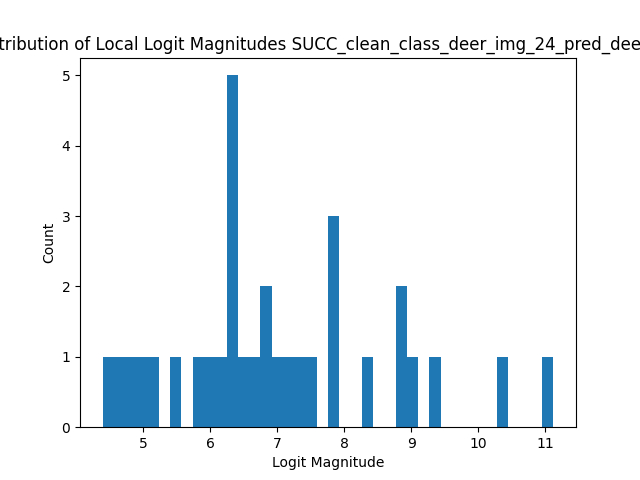 tribution of Local Logit Magnitudes SUCC_clean_class_deer_img_24_pred_dee
5
4
3
2
1
0
Count
5 6 7 8 9 10 11
Logit Magnitude